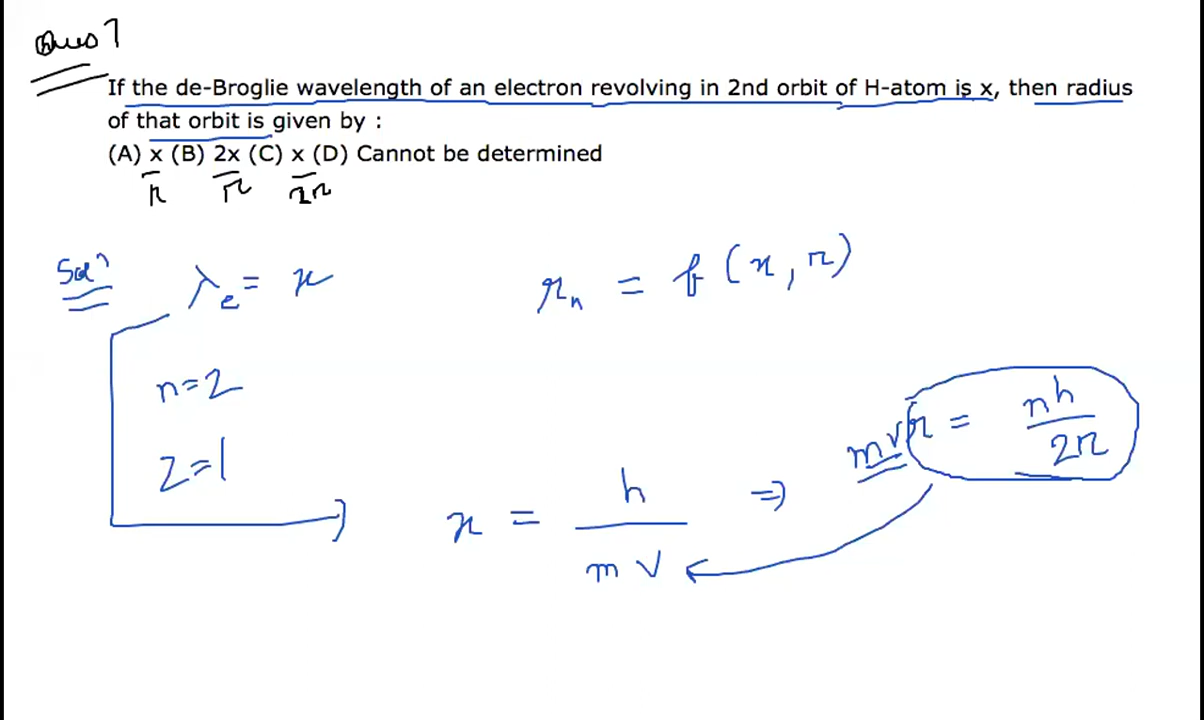 Ques 7
If the de-Broglie wavelength of an electron revolving in 2nd orbit of H-atom is x, then radius
of that orbit is given by :
(A) x (B) 2x (C) x (D) Cannot be determined
π π 2π
Sol?
λe = x rn = f (x, π)
n=2
mvr = nh/2π
Z=1
x = h/mv ⇒